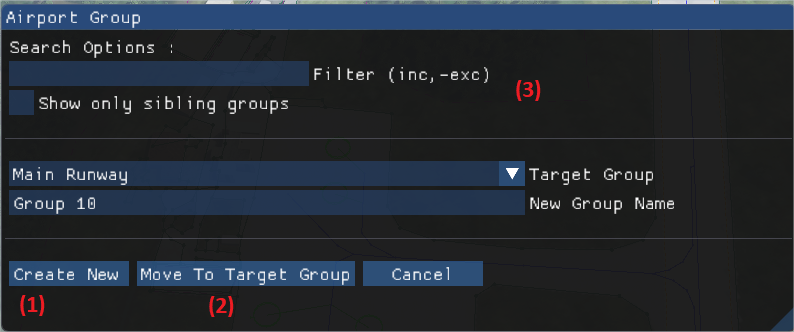 Airport Group
Search Options :
Filter (inc,-exc)
(3)
Show only sibling groups
Main Runway Target Group
Group 10 New Group Name
Create New Move To Target Group Cancel
(1) (2)